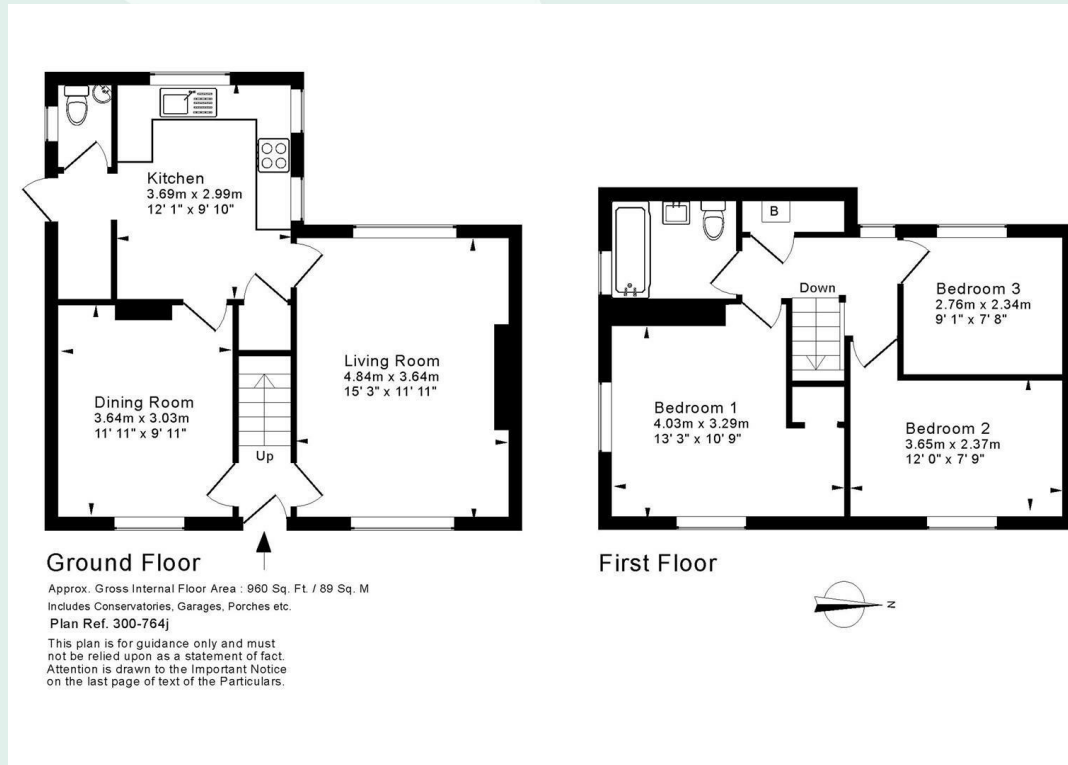 Kitchen
3.69m x 2.99m
12' 1" x 9' 10"
Living Room
4.84m x 3.64m
15' 3" x 11' 11"
Dining Room
3.64m x 3.03m
11' 11" x 9' 11"
Up
Ground Floor
Approx. Gross Internal Floor Area : 960 Sq. Ft. / 89 Sq. M
Includes Conservatories, Garages, Porches etc.
Plan Ref. 300-764j
This plan is for guidance only and must
not be relied upon as a statement of fact.
Attention is drawn to the Important Notice
on the last page of text of the Particulars.
B
Down
Bedroom 3
2.76m x 2.34m
9' 1" x 7' 8"
Bedroom 1
4.03m x 3.29m
13' 3" x 10' 9"
Bedroom 2
3.65m x 2.37m
12' 0" x 7' 9"
First Floor
N